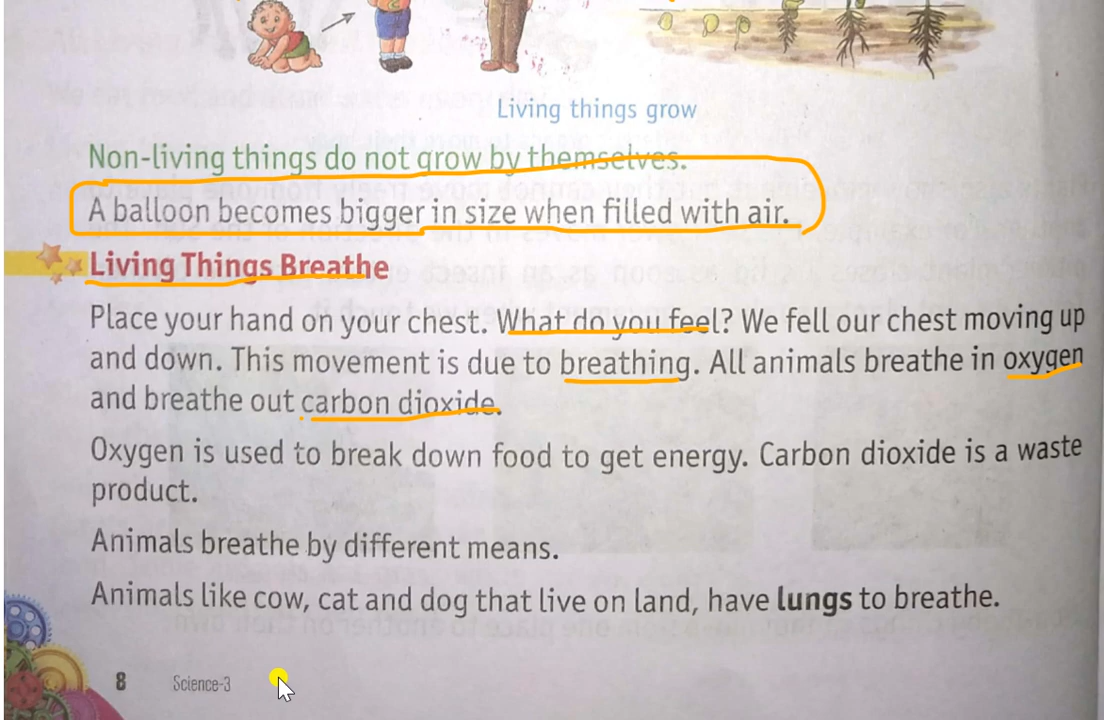 Living things grow
Non-living things do not grow by themselves.
A balloon becomes bigger in size when filled with air.
Living Things Breathe
Place your hand on your chest. What do you feel? We fell our chest moving up
and down. This movement is due to breathing. All animals breathe in oxygen
and breathe out carbon dioxide.
Oxygen is used to break down food to get energy. Carbon dioxide is a waste
product.
Animals breathe by different means.
Animals like cow, cat and dog that live on land, have lungs to breathe.
8 Science-3